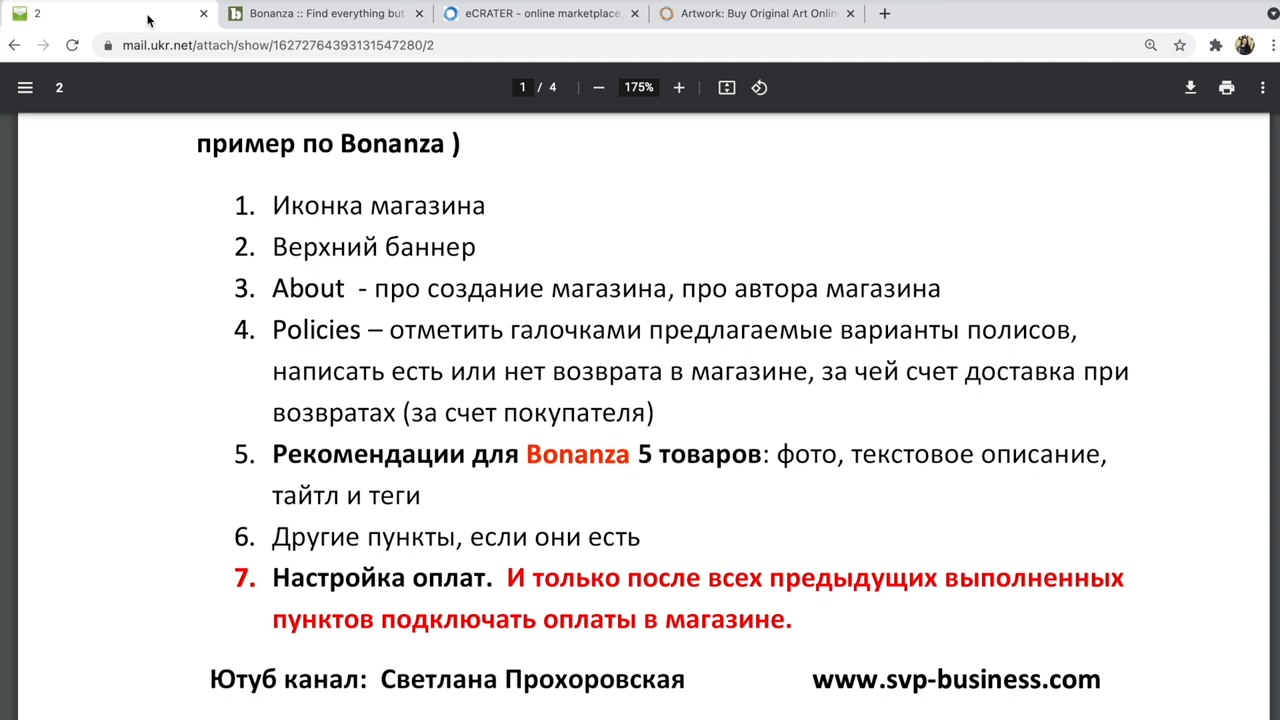 2
Bonanza :: Find everything but
eCRATER - online marketplace,
Artwork: Buy Original Art Onlin
mail.ukr.net/attach/show/16272764393131547280/2
2
1 / 4
175%
пример по Bonanza )
1. Иконка магазина
2. Верхний баннер
3. About - про создание магазина, про автора магазина
4. Policies – отметить галочками предлагаемые варианты полисов,
написать есть или нет возврата в магазине, за чей счет доставка при
возвратах (за счет покупателя)
5. Рекомендации для Bonanza 5 товаров: фото, текстовое описание,
тайтл и теги
6. Другие пункты, если они есть
7. Настройка оплат. И только после всех предыдущих выполненных
пунктов подключать оплаты в магазине.
Ютуб канал: Светлана Прохоровская www.svp-business.com